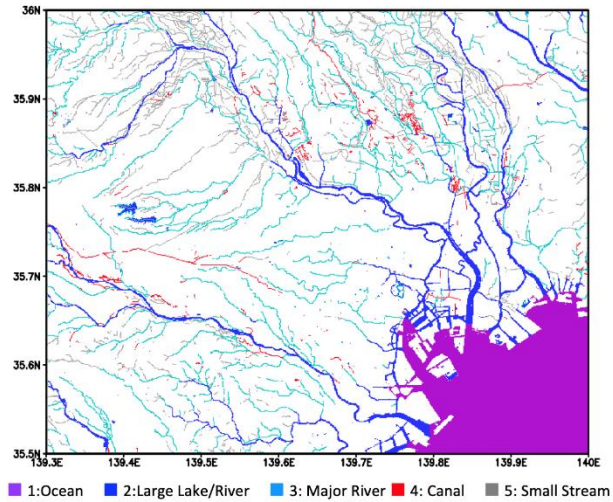 36N
35.9N
35.8N
35.7N
35.6N
35.5N
139.3E 139.4E 139.5E 139.6E 139.7E 139.8E 139.9E 140E
1:Ocean 2:Large Lake/River 3: Major River 4: Canal 5: Small Stream